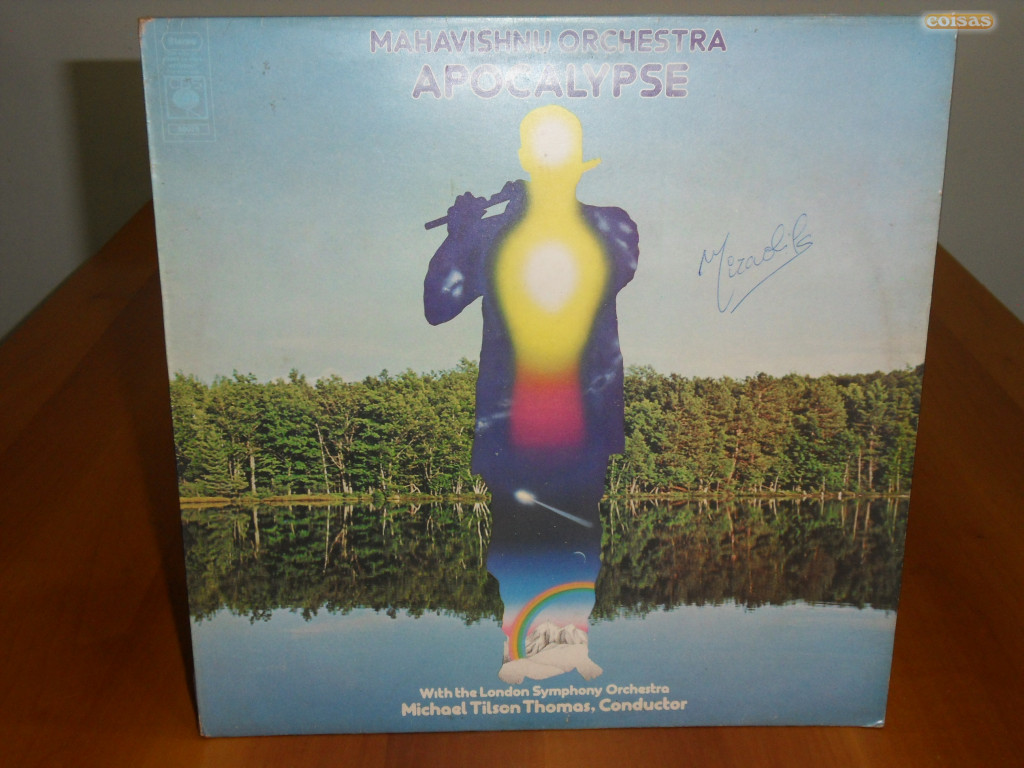 coisas
MAHAVISHNU ORCHESTRA
APOCALYPSE
With the London Symphony Orchestra
Michael Tilson Thomas, Conductor